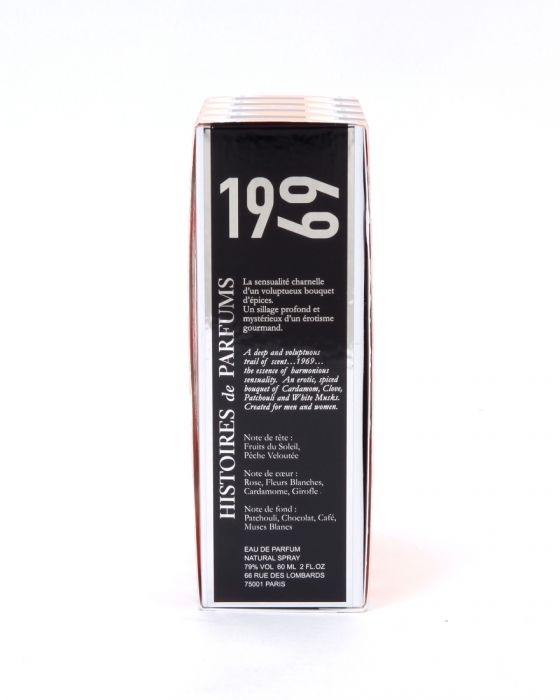 1969
HISTOIRES de PARFUMS
La sensualité charnelle
d'un voluptueux bouquet
d'épices.
Un sillage profond et
mystérieux d'un érotisme
gourmand.
A deep and voluptuous
trail of scent...1969...
the essence of harmonious
sensuality. An erotic, spiced
bouquet of Cardamom, Clove,
Patchouli and White Musks.
Created for men and women.
Note de tête :
Fruits du Soleil,
Pêche Veloutée
Note de cœur :
Rose, Fleurs Blanches,
Cardamome, Girofle
Note de fond :
Patchouli, Chocolat, Café,
Muscs Blancs
EAU DE PARFUM
NATURAL SPRAY
79% VOL 60 ML 2 FL.OZ
66 RUE DES LOMBARDS
75001 PARIS